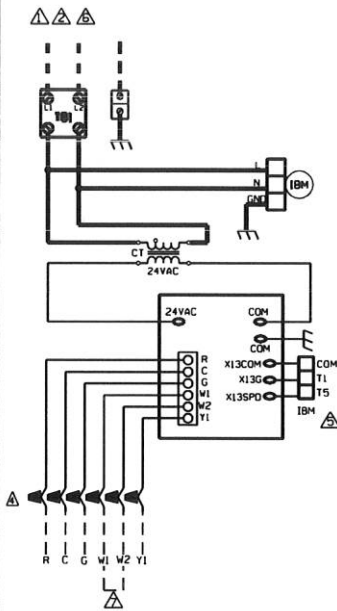 1 2 6
L1 L2
TB1
L
N
GND
IBM
CT
24VAC
24VAC COM
COM
R
C
G
W1
W2
Y1
X13COM COM
X13G T1
X13SPD T5
IBM
5
4
R C G W1 W2 Y1
7